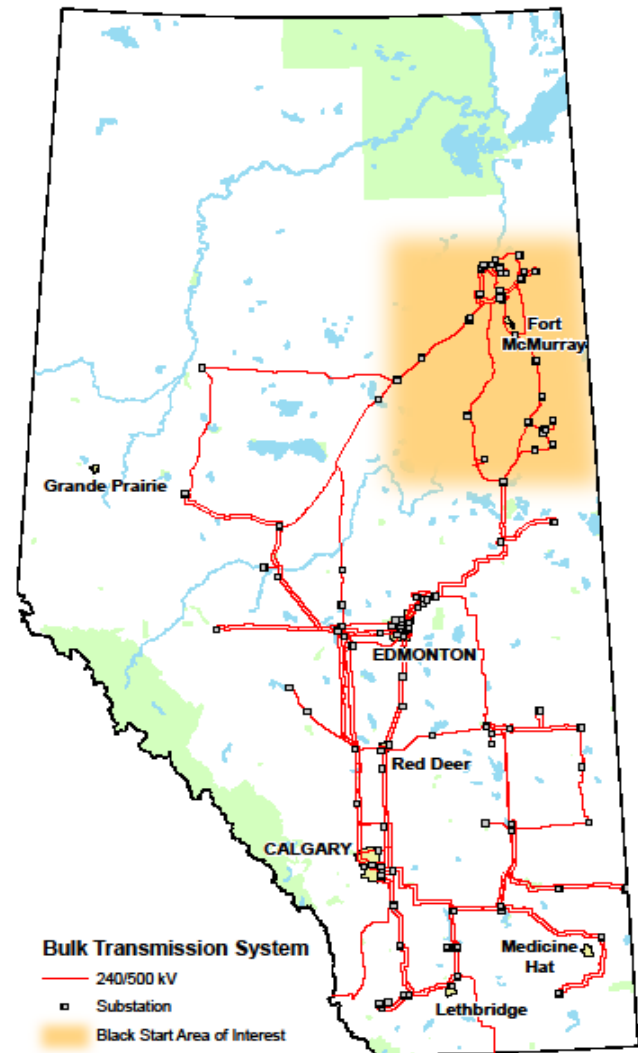 Fort
McMurray
Grande Prairie
EDMONTON
Red Deer
CALGARY
Medicine
Hat
Lethbridge
Bulk Transmission System
240/500 kV
Substation
Black Start Area of Interest